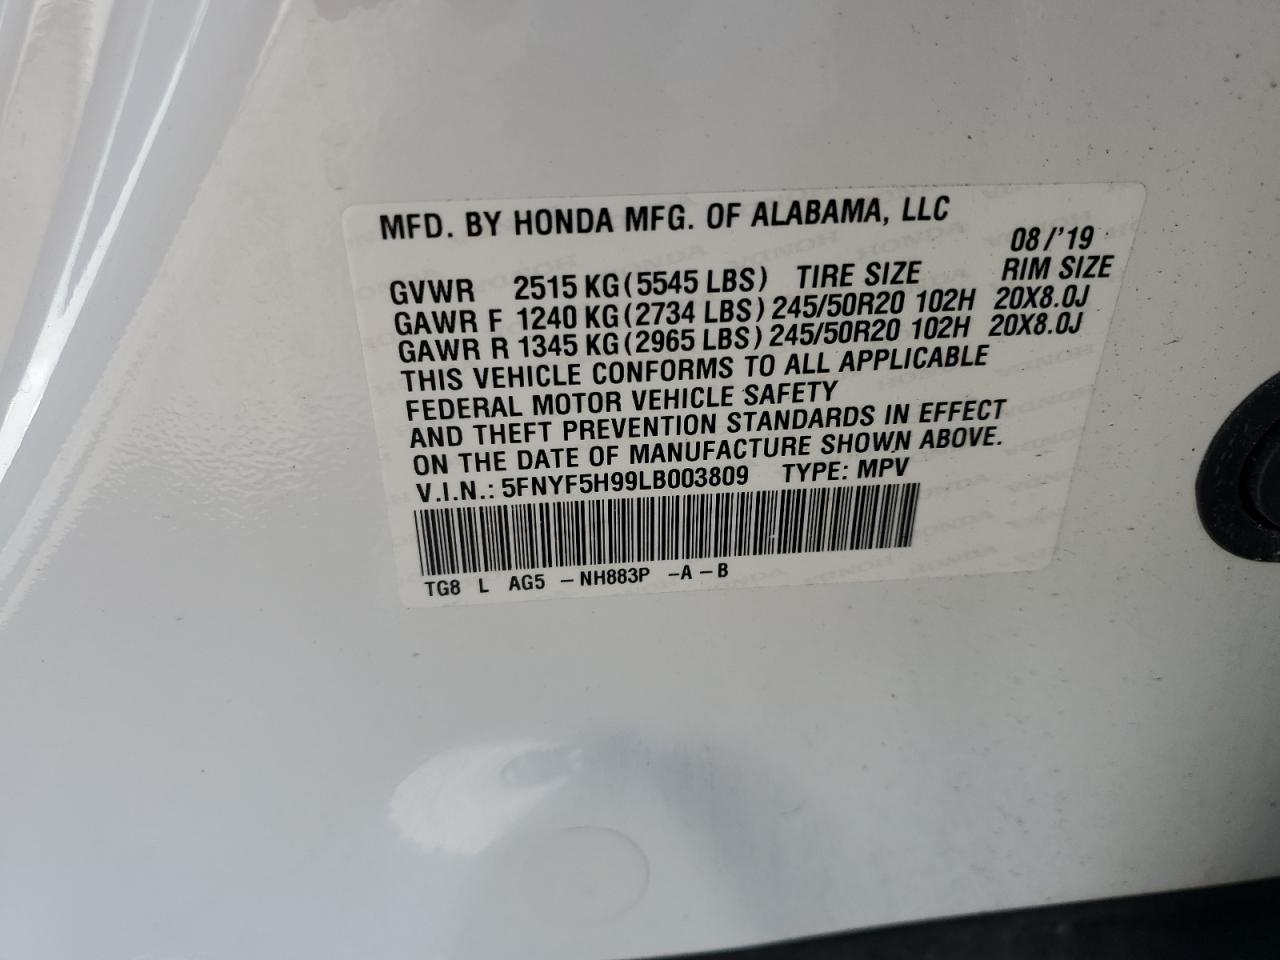 MFD. BY HONDA MFG. OF ALABAMA, LLC
08/'19
GVWR 2515 KG(5545 LBS) TIRE SIZE RIM SIZE
GAWR F 1240 KG(2734 LBS) 245/50R20 102H 20X8.0J
GAWR R 1345 KG(2965 LBS) 245/50R20 102H 20X8.0J
THIS VEHICLE CONFORMS TO ALL APPLICABLE
FEDERAL MOTOR VEHICLE SAFETY
AND THEFT PREVENTION STANDARDS IN EFFECT
ON THE DATE OF MANUFACTURE SHOWN ABOVE.
V.I.N.: 5FNYF5H99LB003809 TYPE: MPV
TG8 L AG5 -NH883P -A-B